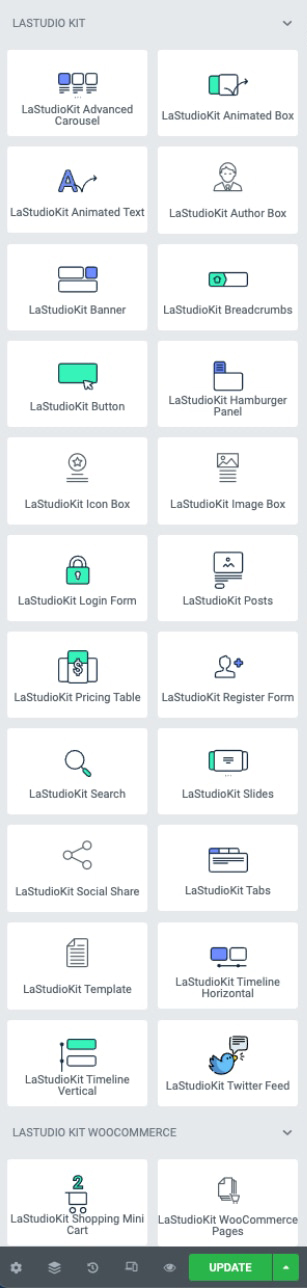 LASTUDIO KIT
LaStudioKit Advanced
Carousel
LaStudioKit Animated Box
LaStudioKit Animated Text
LaStudioKit Author Box
LaStudioKit Banner
LaStudioKit Breadcrumbs
LaStudioKit Button
LaStudioKit Hamburger
Panel
LaStudioKit Icon Box
LaStudioKit Image Box
LaStudioKit Login Form
LaStudioKit Posts
LaStudioKit Pricing Table
LaStudioKit Register Form
LaStudioKit Search
LaStudioKit Slides
LaStudioKit Social Share
LaStudioKit Tabs
LaStudioKit Template
LaStudioKit Timeline
Horizontal
LaStudioKit Timeline
Vertical
LaStudioKit Twitter Feed
LASTUDIO KIT WOOCOMMERCE
2
LaStudioKit Shopping Mini
Cart
LaStudioKit WooCommerce
Pages
UPDATE